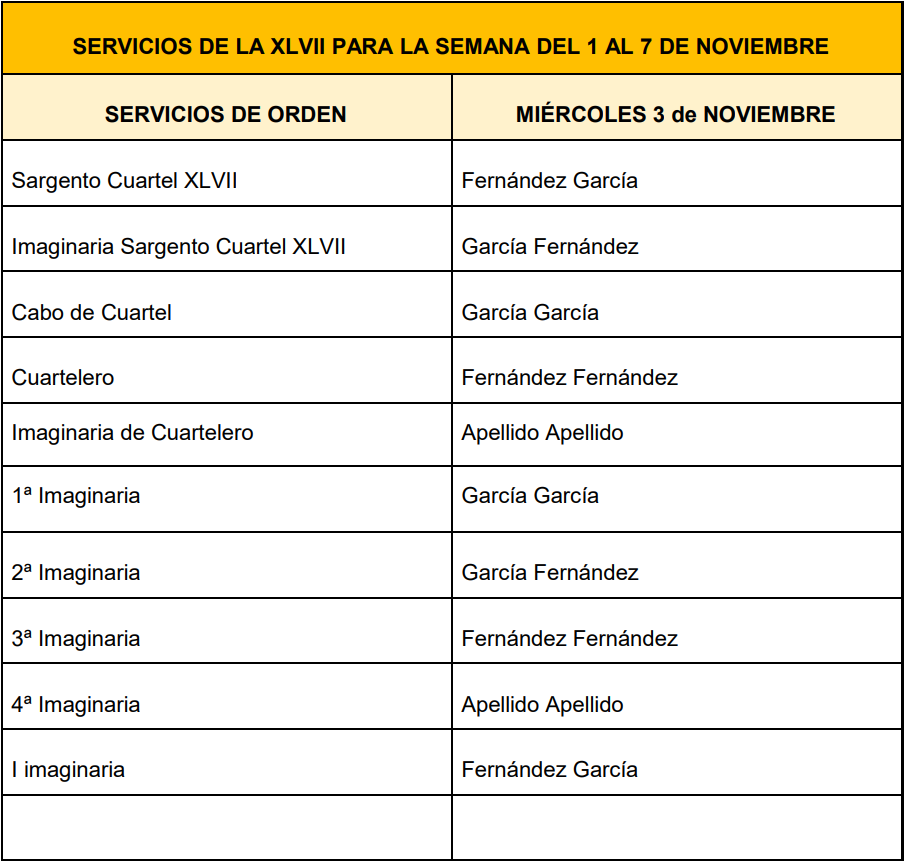 SERVICIOS DE LA XLVII PARA LA SEMANA DEL 1 AL 7 DE NOVIEMBRE
SERVICIOS DE ORDEN MIÉRCOLES 3 de NOVIEMBRE
Sargento Cuartel XLVII Fernández García
Imaginaria Sargento Cuartel XLVII García Fernández
Cabo de Cuartel García García
Cuartelero Fernández Fernández
Imaginaria de Cuartelero Apellido Apellido
1ª Imaginaria García García
2ª Imaginaria García Fernández
3ª Imaginaria Fernández Fernández
4ª Imaginaria Apellido Apellido
I imaginaria Fernández García